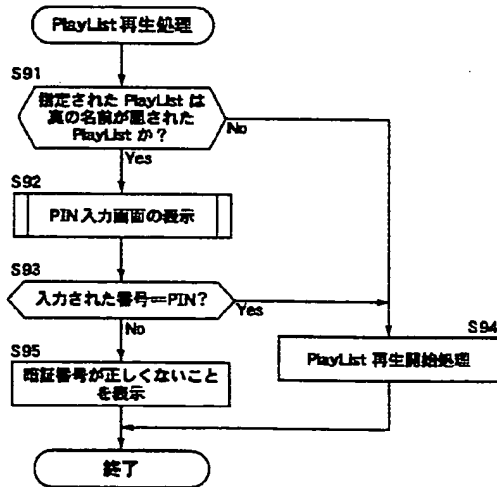 PlayList 再生処理
S91
指定された PlayList は
真の名前が隠された
PlayList か？
No
Yes
S92
PIN 入力画面の表示
S93
入力された番号＝PIN?
Yes
No
S94
PlayList 再生開始処理
S95
暗証番号が正しくないこと
を表示
終了